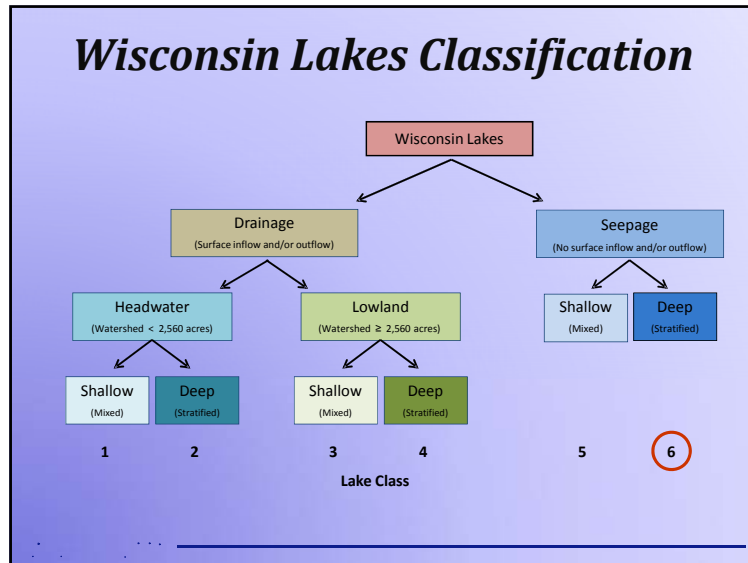 Wisconsin Lakes Classification
Wisconsin Lakes
Drainage
(Surface inflow and/or outflow)
Seepage
(No surface inflow and/or outflow)
Headwater
(Watershed < 2,560 acres)
Lowland
(Watershed ≥ 2,560 acres)
Shallow
(Mixed)
Deep
(Stratified)
Shallow
(Mixed)
Deep
(Stratified)
Shallow
(Mixed)
Deep
(Stratified)
1 2 3 4 5 6
Lake Class